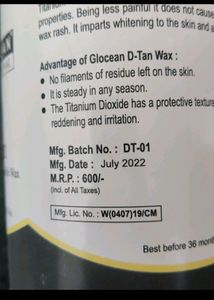 Titanium
properties. Being less painful it does not cause
wax rash. It imparts whitening to the skin and a
Advantage of Glocean D-Tan Wax :
• No filaments of residue left on the skin.
• It is steady in any season.
• The Titanium Dioxide has a protective texture
reddening and irritation.
Mfg. Batch No. : DT-01
Mfg. Date : July 2022
M.R.P. : 600/-
(incl. of All Taxes)
Mfg. Lic. No. : W(0407)19/CM
Best before 36 month